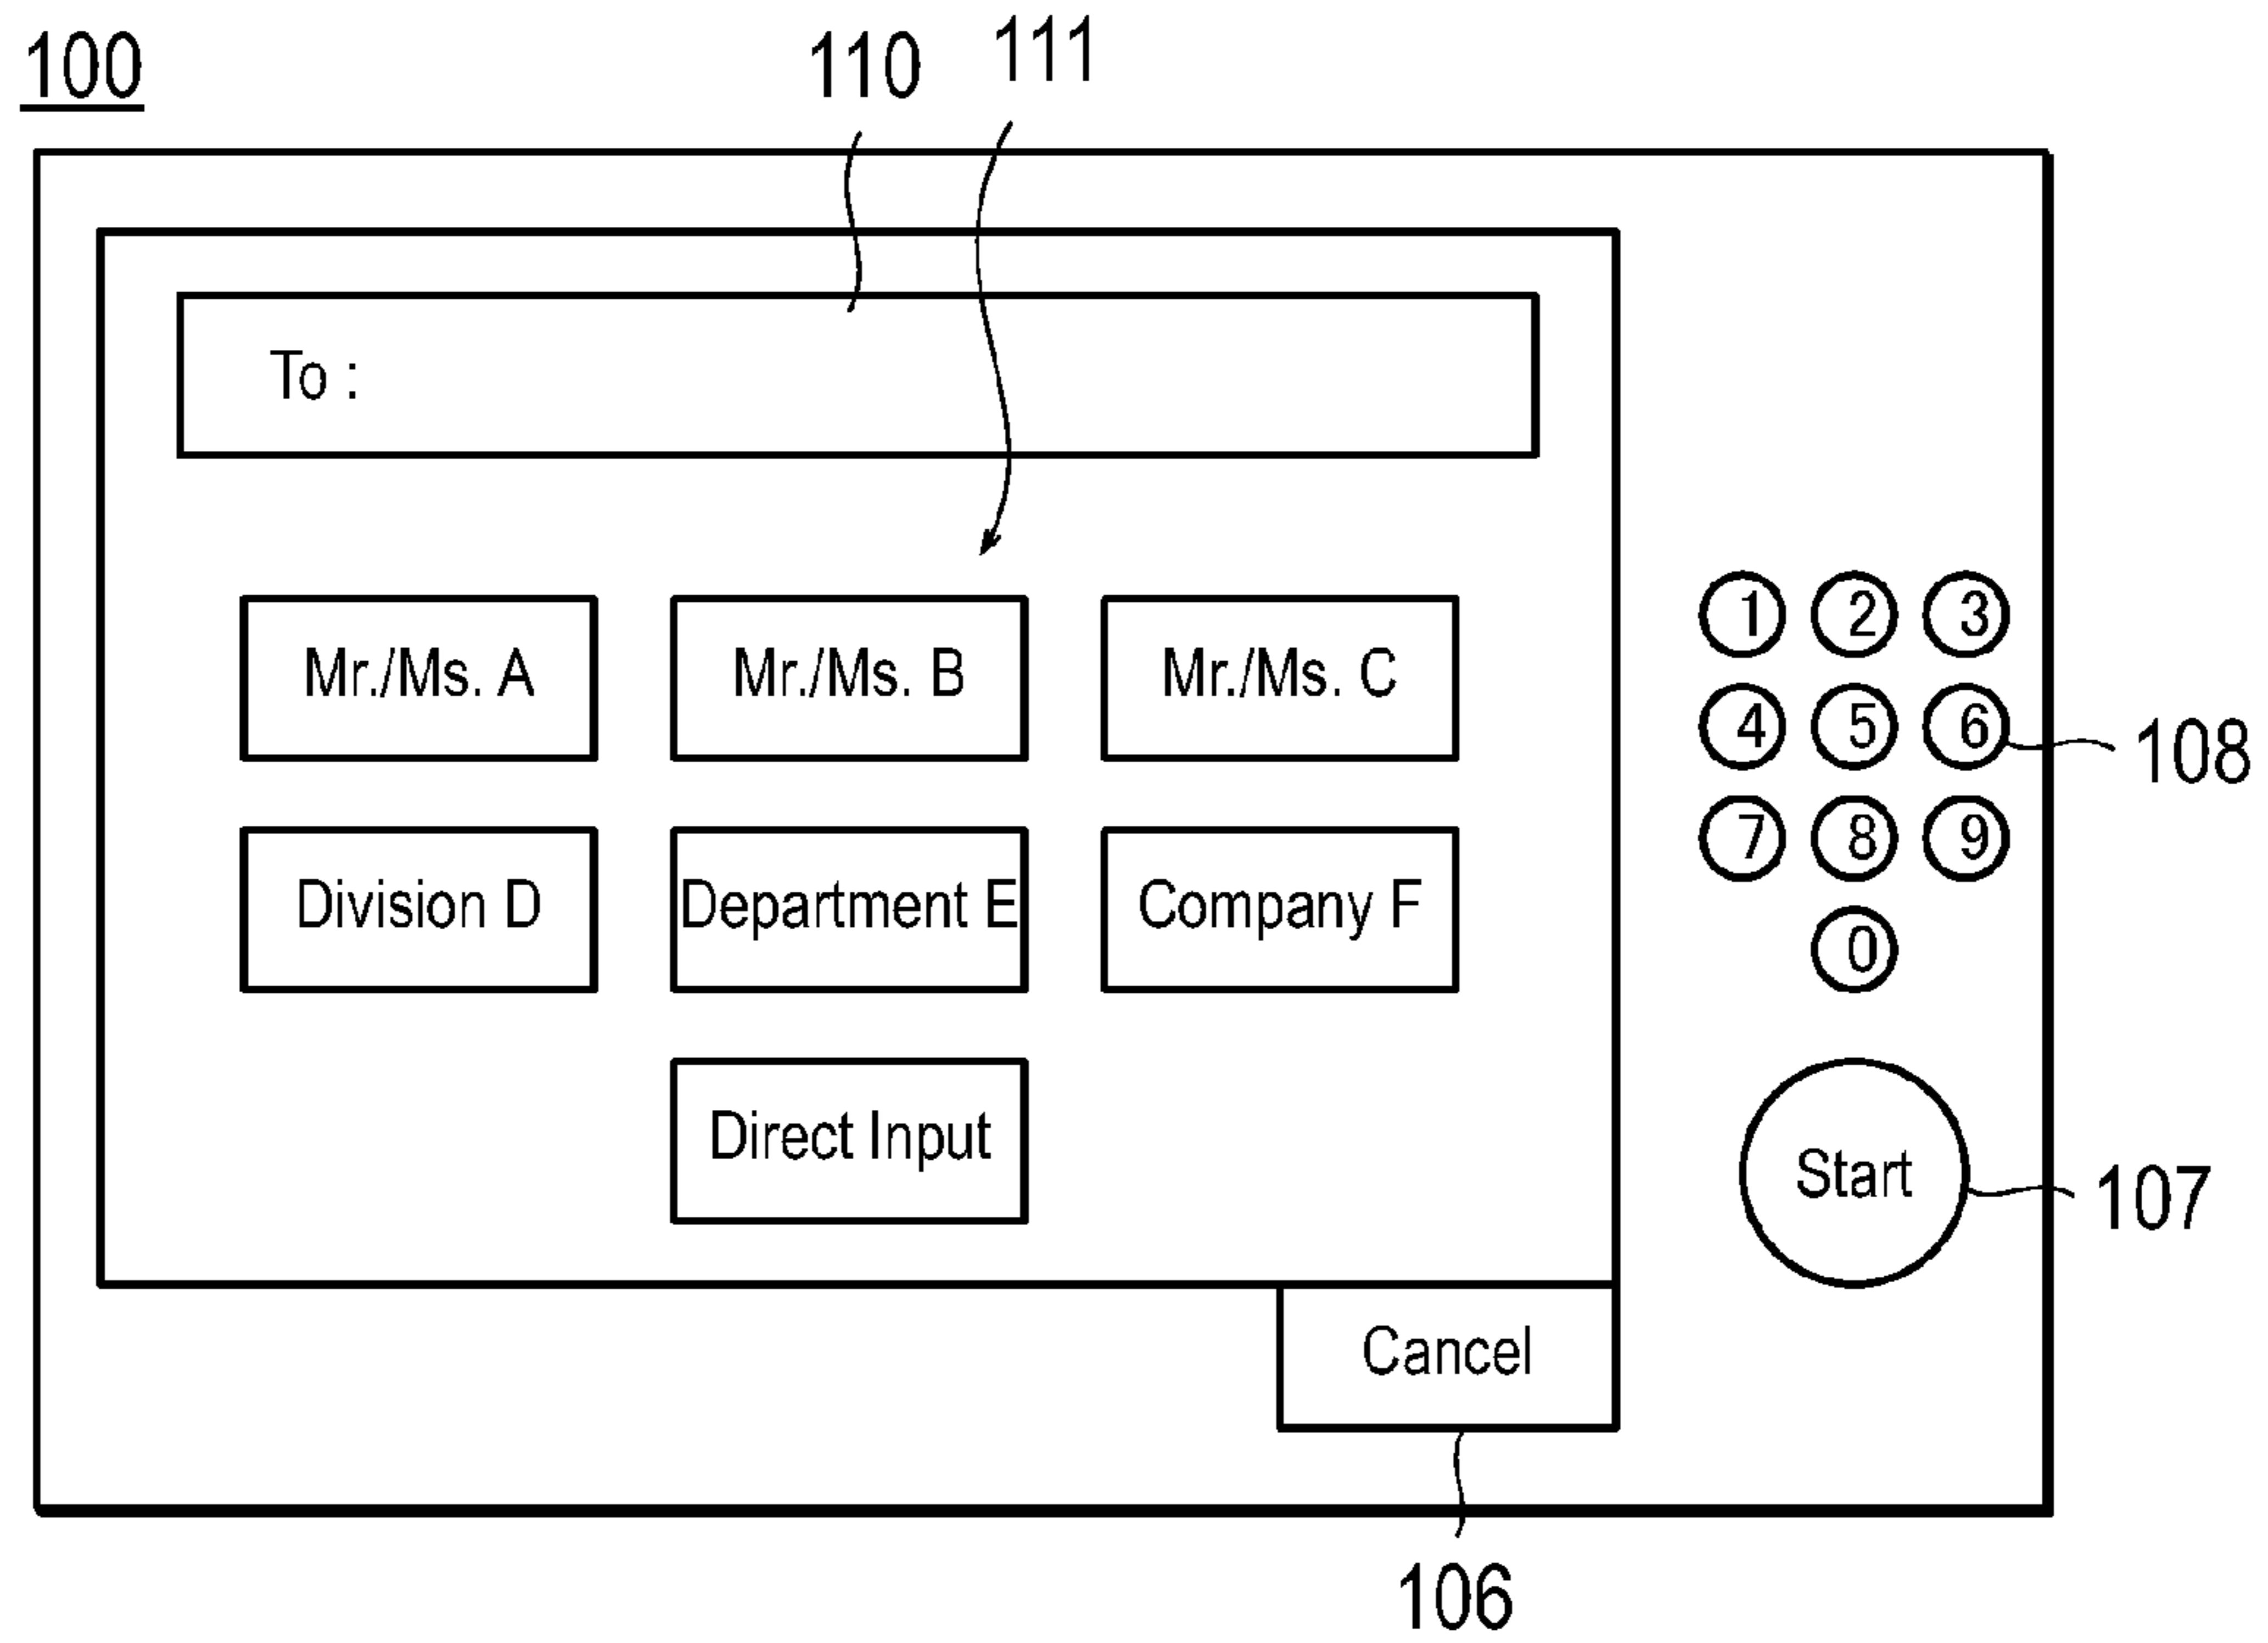 100
110
111
To :
Mr./Ms. A
Mr./Ms. B
Mr./Ms. C
Division D
Department E
Company F
Direct Input
Cancel
1 2 3
4 5 6
7 8 9
0
Start
108
107
106